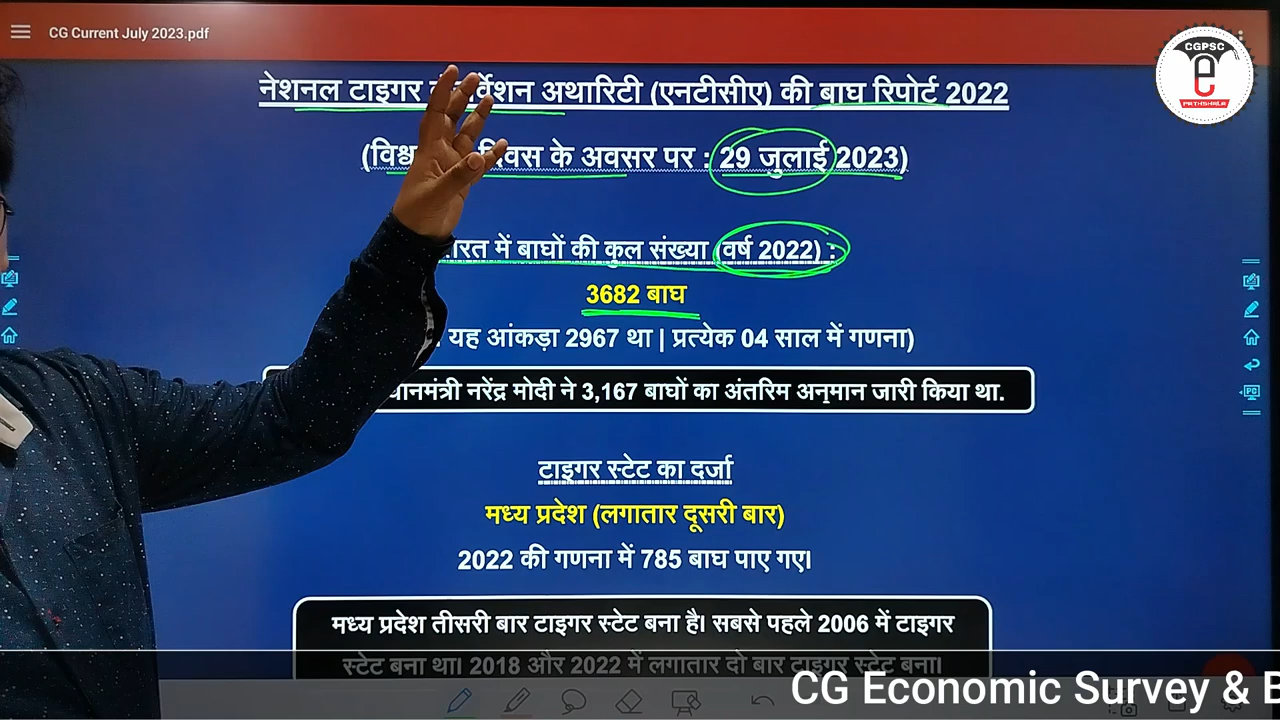 CG Current July 2023.pdf
CGPSC
e
PATHSHALA
नेशनल टाइगर अथारिटी (एनटीसीए) की बाघ रिपोर्ट 2022
दिवस के अवसर पर : 29 जुलाई 2023)
में बाघों की कुल संख्या (वर्ष 2022) :
3682 बाघ
यह आंकड़ा 2967 था | प्रत्येक 04 साल में गणना)
नरेंद्र मोदी ने 3,167 बाघों का अंतरिम अनुमान जारी किया था.
टाइगर स्टेट का दर्जा
मध्य प्रदेश (लगातार दूसरी बार)
2022 की गणना में 785 बाघ पाए गए।
मध्य प्रदेश तीसरी बार टाइगर स्टेट बना है। सबसे पहले 2006 में टाइगर
स्टेट बना था। 2018 और 2022 में लगातार दो बार टाइगर स्टेट बना।
PC
CG Economic Survey &